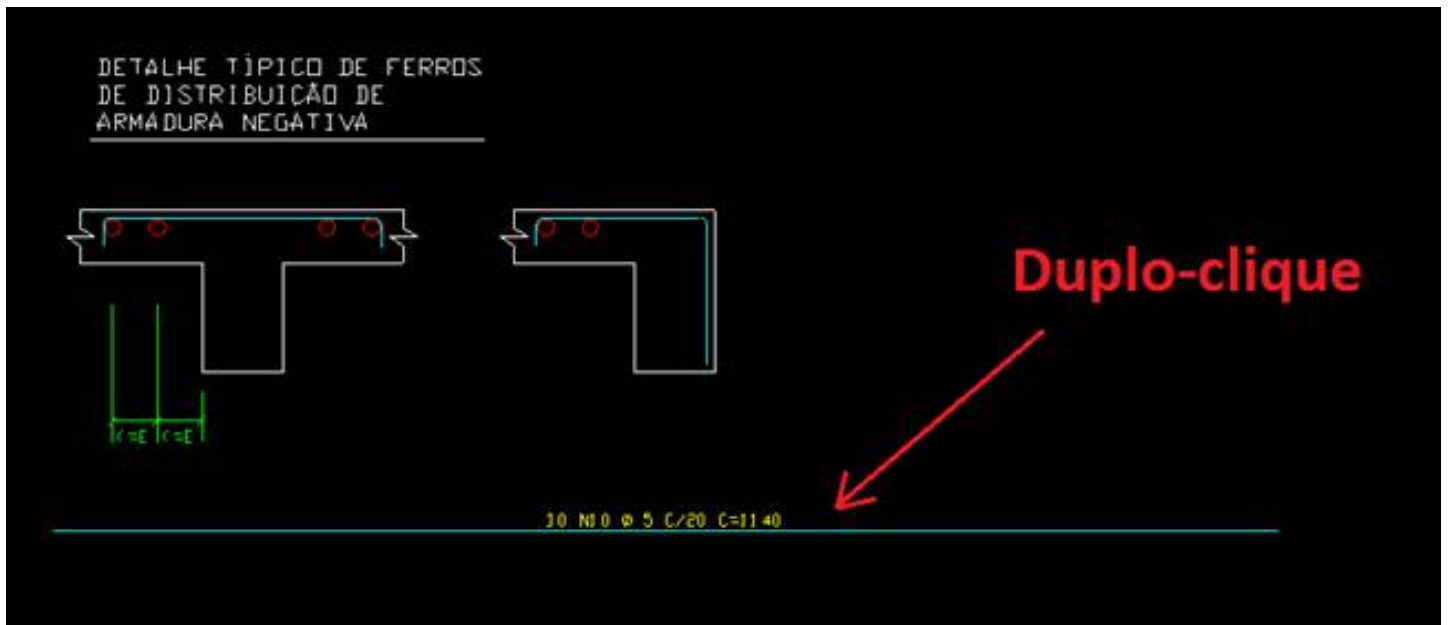 DETALHE TÍPICO DE FERROS
DE DISTRIBUIÇÃO DE
ARMADURA NEGATIVA
Duplo-clique
10 N10 Ø 5 C/20 C=1140